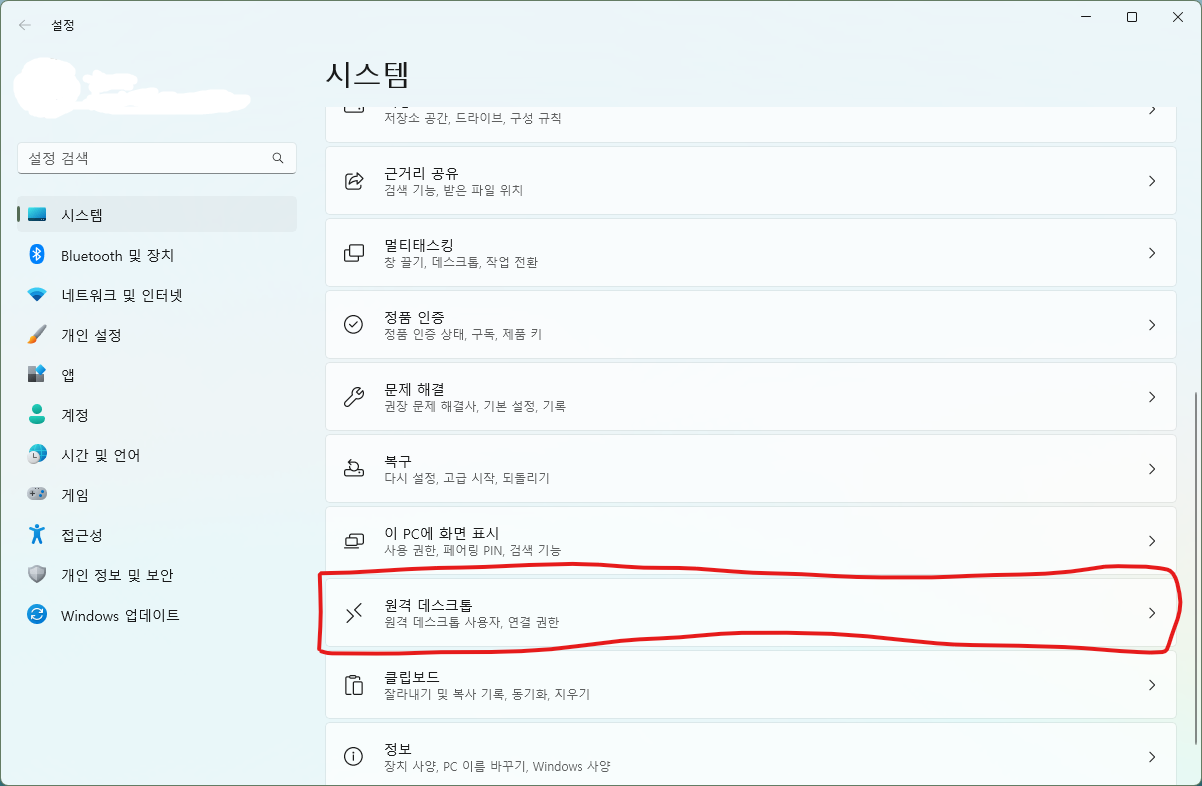 설정
시스템
저장소 공간, 드라이브, 구성 규칙
설정 검색
근거리 공유
검색 기능, 받은 파일 위치
시스템
Bluetooth 및 장치
네트워크 및 인터넷
개인 설정
앱
계정
시간 및 언어
게임
접근성
개인 정보 및 보안
Windows 업데이트
멀티태스킹
창 끌기, 데스크톱, 작업 전환
정품 인증
정품 인증 상태, 구독, 제품 키
문제 해결
권장 문제 해결사, 기본 설정, 기록
복구
다시 설정, 고급 시작, 되돌리기
이 PC에 화면 표시
사용 권한, 페어링 PIN, 검색 기능
원격 데스크톱
원격 데스크톱 사용자, 연결 권한
클립보드
잘라내기 및 복사 기록, 동기화, 지우기
정보
장치 사양, PC 이름 바꾸기, Windows 사양